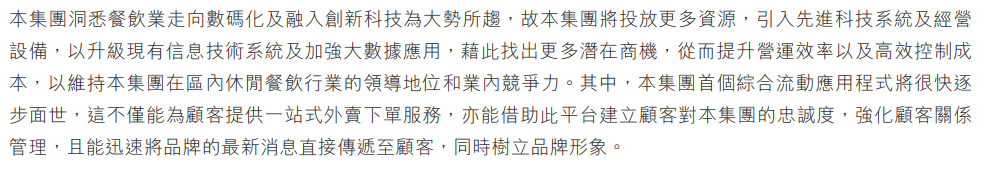 本集團洞悉餐飲業走向數碼化及融入創新科技為大勢所趨，故本集團將投放更多資源，引入先進科技系統及經營
設備，以升級現有信息技術系統及加強大數據應用，藉此找出更多潛在商機，從而提升營運效率以及高效控制成
本，以維持本集團在區內休閒餐飲行業的領導地位和業內競爭力。其中，本集團首個綜合流動應用程式將很快逐
步面世，這不僅能為顧客提供一站式外賣下單服務，亦能借助此平台建立顧客對本集團的忠誠度，強化顧客關係
管理，且能迅速將品牌的最新消息直接傳遞至顧客，同時樹立品牌形象。